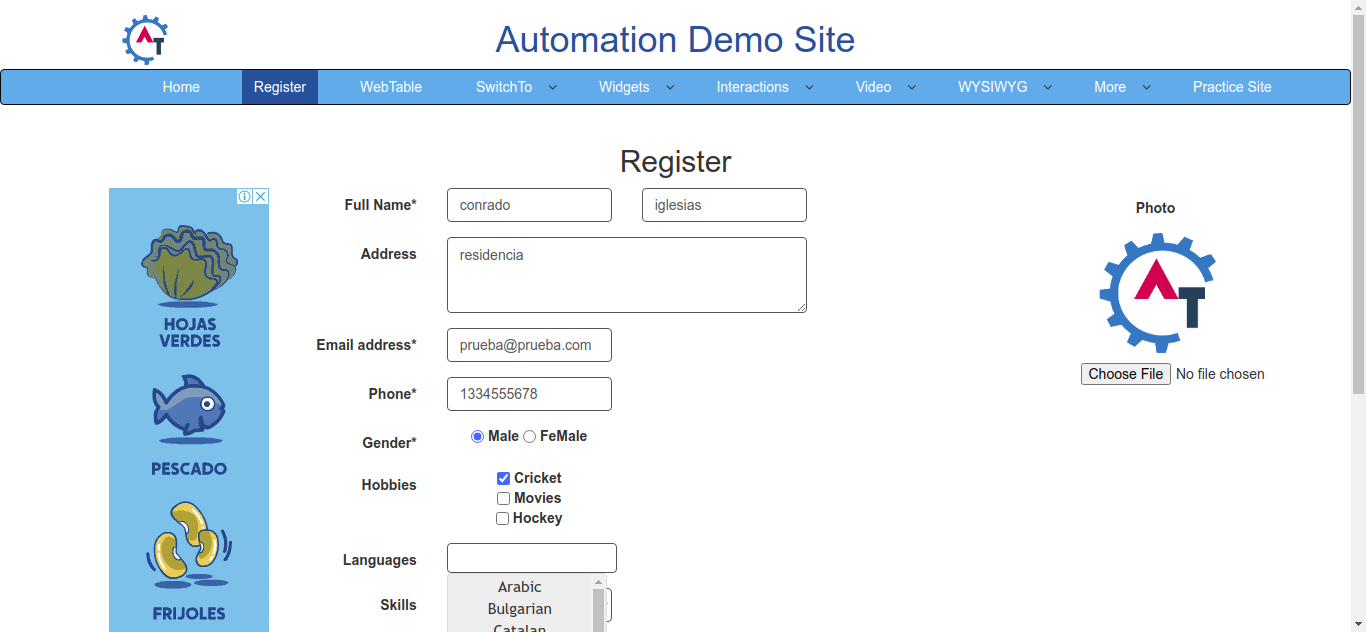 AT
Automation Demo Site
Home Register WebTable SwitchTo Widgets Interactions Video WYSIWYG More Practice Site
Register
HOJAS
VERDES
PESCADO
FRIJOLES
Full Name* conrado iglesias
Address residencia
Email address* prueba@prueba.com
Phone* 1334555678
Gender* Male FeMale
Hobbies Cricket
Movies
Hockey
Languages
Arabic
Skills
Bulgarian
Catalan
Photo
AT
Choose File No file chosen